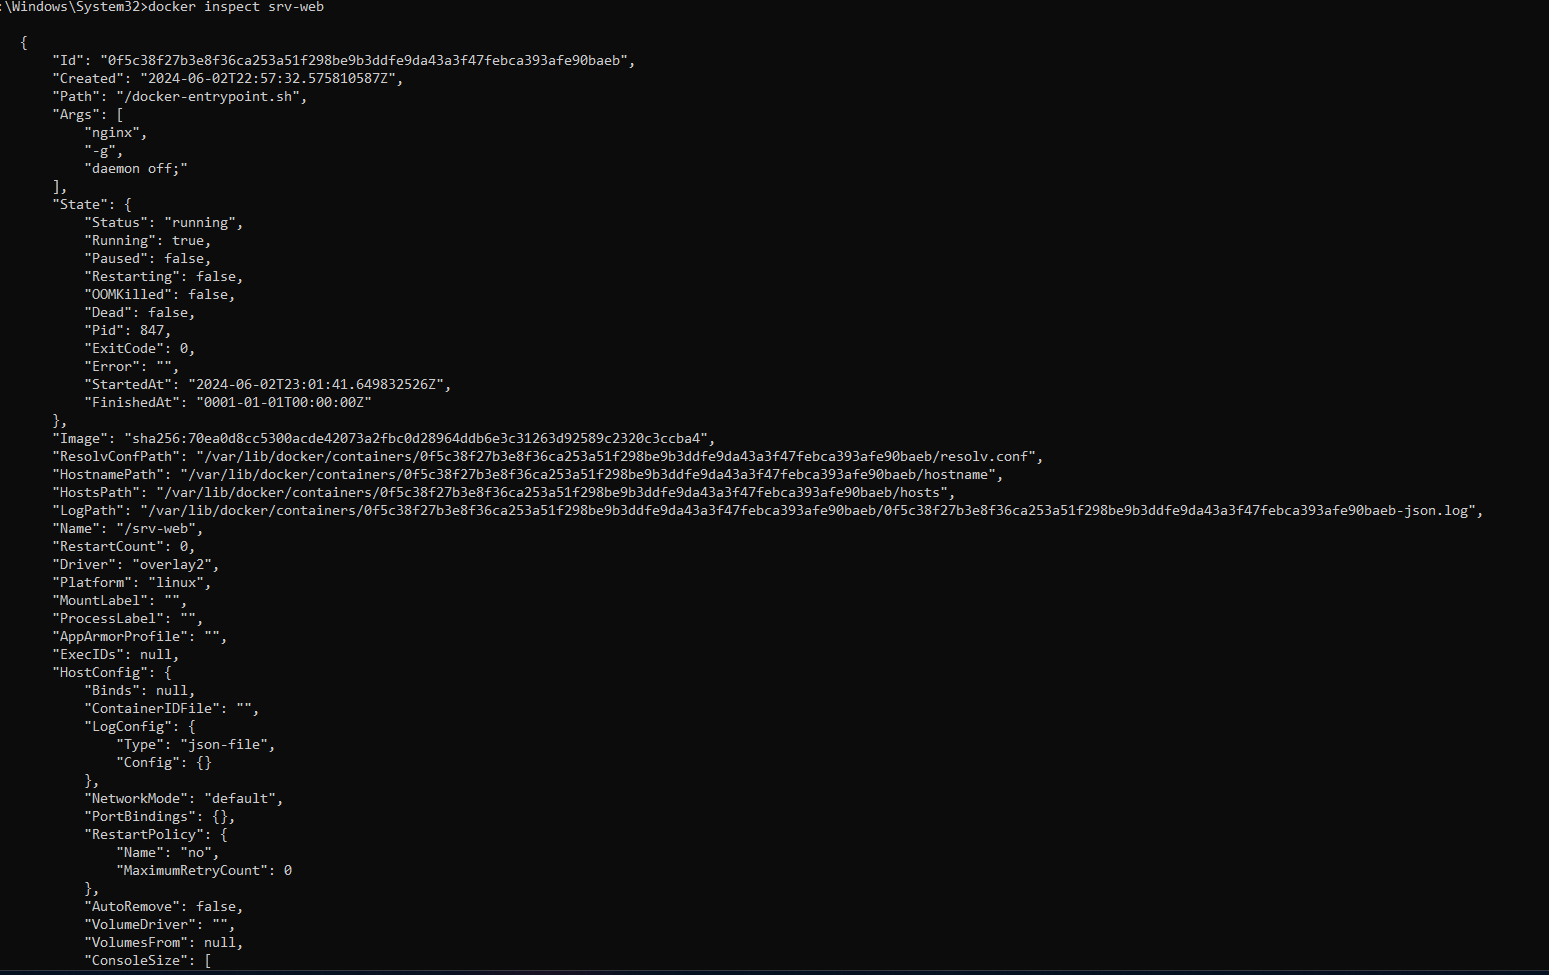 :\Windows\System32>docker inspect srv-web
{
"Id": "0f5c38f27b3e8f36ca253a51f298be9b3ddfe9da43a3f47febca393afe90baeb",
"Created": "2024-06-02T22:57:32.575810587Z",
"Path": "/docker-entrypoint.sh",
"Args": [
"nginx",
"-g",
"daemon off;"
],
"State": {
"Status": "running",
"Running": true,
"Paused": false,
"Restarting": false,
"OOMKilled": false,
"Dead": false,
"Pid": 847,
"ExitCode": 0,
"Error": "",
"StartedAt": "2024-06-02T23:01:41.649832526Z",
"FinishedAt": "0001-01-01T00:00:00Z"
},
"Image": "sha256:70ea0d8cc5300acde42073a2fbc0d28964ddb6e3c31263d92589c2320c3ccba4",
"ResolvConfPath": "/var/lib/docker/containers/0f5c38f27b3e8f36ca253a51f298be9b3ddfe9da43a3f47febca393afe90baeb/resolv.conf",
"HostnamePath": "/var/lib/docker/containers/0f5c38f27b3e8f36ca253a51f298be9b3ddfe9da43a3f47febca393afe90baeb/hostname",
"HostsPath": "/var/lib/docker/containers/0f5c38f27b3e8f36ca253a51f298be9b3ddfe9da43a3f47febca393afe90baeb/hosts",
"LogPath": "/var/lib/docker/containers/0f5c38f27b3e8f36ca253a51f298be9b3ddfe9da43a3f47febca393afe90baeb/0f5c38f27b3e8f36ca253a51f298be9b3ddfe9da43a3f47febca393afe90baeb-json.log",
"Name": "/srv-web",
"RestartCount": 0,
"Driver": "overlay2",
"Platform": "linux",
"MountLabel": "",
"ProcessLabel": "",
"AppArmorProfile": "",
"ExecIDs": null,
"HostConfig": {
"Binds": null,
"ContainerIDFile": "",
"LogConfig": {
"Type": "json-file",
"Config": {}
},
"NetworkMode": "default",
"PortBindings": {},
"RestartPolicy": {
"Name": "no",
"MaximumRetryCount": 0
},
"AutoRemove": false,
"VolumeDriver": "",
"VolumesFrom": null,
"ConsoleSize": [